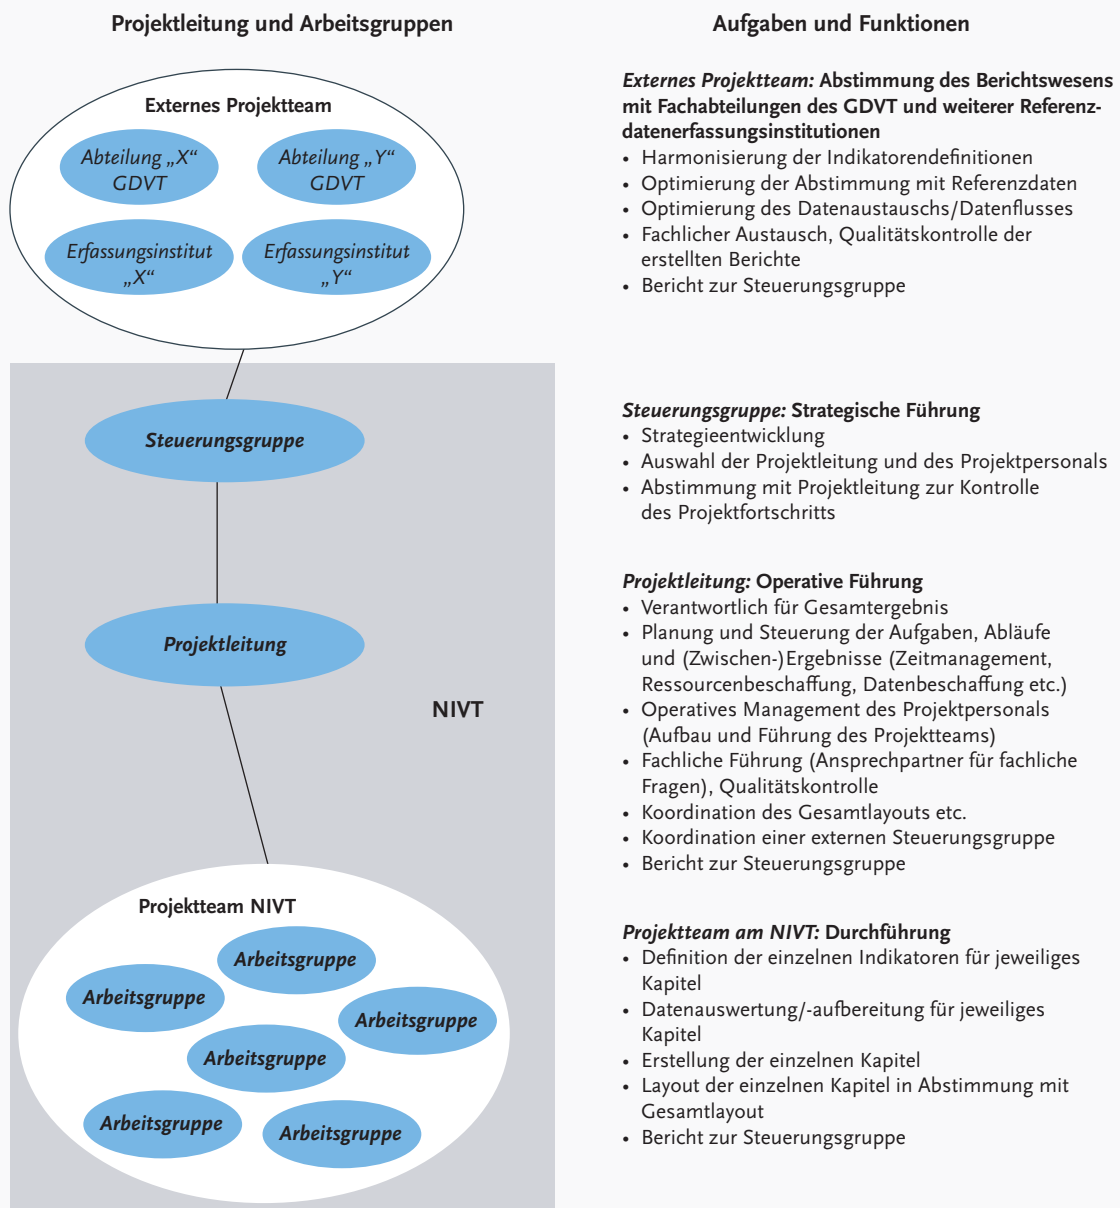 Projektleitung und Arbeitsgruppen
Externes Projektteam
Abteilung „X“
GDVT
Abteilung „Y“
GDVT
Erfassungsinstitut
„X“
Erfassungsinstitut
„Y“
Steuerungsgruppe
Projektleitung
NIVT
Projektteam NIVT
Arbeitsgruppe
Arbeitsgruppe
Arbeitsgruppe
Arbeitsgruppe
Arbeitsgruppe
Arbeitsgruppe
Aufgaben und Funktionen
Externes Projektteam: Abstimmung des Berichtswesens
mit Fachabteilungen des GDVT und weiterer Referenz-
datenerfassungsinstitutionen
• Harmonisierung der Indikatorendefinitionen
• Optimierung der Abstimmung mit Referenzdaten
• Optimierung des Datenaustauschs/Datenflusses
• Fachlicher Austausch, Qualitätskontrolle der
erstellten Berichte
• Bericht zur Steuerungsgruppe
Steuerungsgruppe: Strategische Führung
• Strategieentwicklung
• Auswahl der Projektleitung und des Projektpersonals
• Abstimmung mit Projektleitung zur Kontrolle
des Projektfortschritts
Projektleitung: Operative Führung
• Verantwortlich für Gesamtergebnis
• Planung und Steuerung der Aufgaben, Abläufe
und (Zwischen-)Ergebnisse (Zeitmanagement,
Ressourcenbeschaffung, Datenbeschaffung etc.)
• Operatives Management des Projektpersonals
(Aufbau und Führung des Projektteams)
• Fachliche Führung (Ansprechpartner für fachliche
Fragen), Qualitätskontrolle
• Koordination des Gesamtlayouts etc.
• Koordination einer externen Steuerungsgruppe
• Bericht zur Steuerungsgruppe
Projektteam am NIVT: Durchführung
• Definition der einzelnen Indikatoren für jeweiliges
Kapitel
• Datenauswertung/-aufbereitung für jeweiliges
Kapitel
• Erstellung der einzelnen Kapitel
• Layout der einzelnen Kapitel in Abstimmung mit
Gesamtlayout
• Bericht zur Steuerungsgruppe